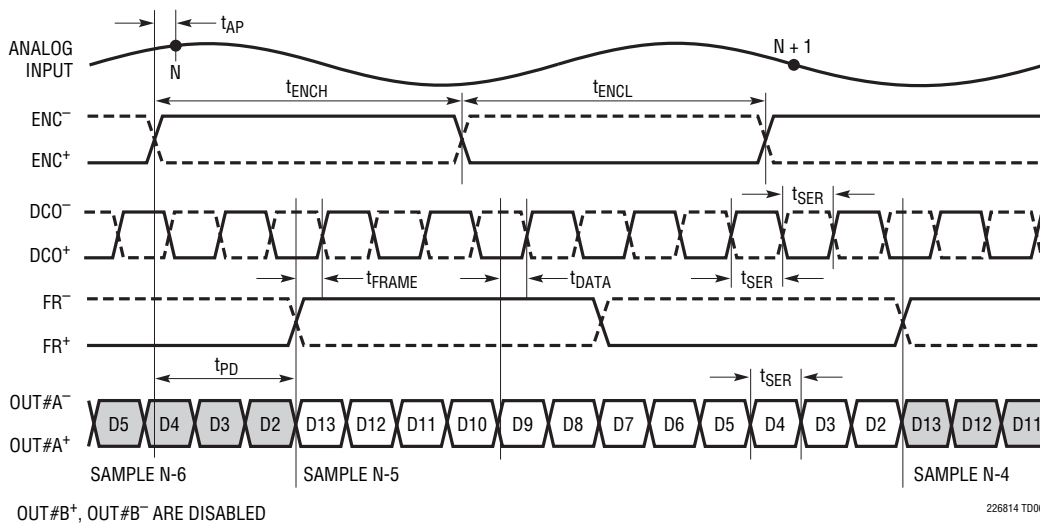 tAP
ANALOG
INPUT
N
N + 1
tENCH
tENCL
ENC–
ENC+
DCO–
DCO+
tSER
tFRAME
tDATA
tSER
FR–
FR+
tPD
tSER
OUT#A–
OUT#A+
D5 D4 D3 D2 D13 D12 D11 D10 D9 D8 D7 D6 D5 D4 D3 D2 D13 D12 D11
SAMPLE N-6
SAMPLE N-5
SAMPLE N-4
OUT#B+, OUT#B– ARE DISABLED